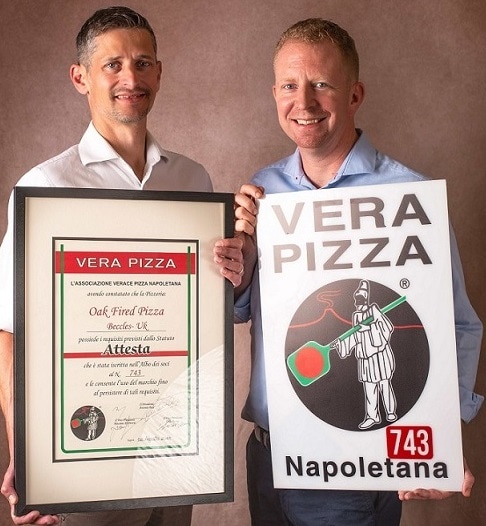 VERA PIZZA
L'ASSOCIAZIONE VERACE PIZZA NAPOLETANA
avendo constatato che la Pizzeria:
Oak Fired Pizza
Beccles- Uk
possiede i requisiti previsti dallo Statuto
Attesta
che è stata iscritta nell'Albo dei soci
al N. 743
e le consente l'uso del marchio fino
al persistere di tali requisiti.
VERA
PIZZA
®
743
Napoletana